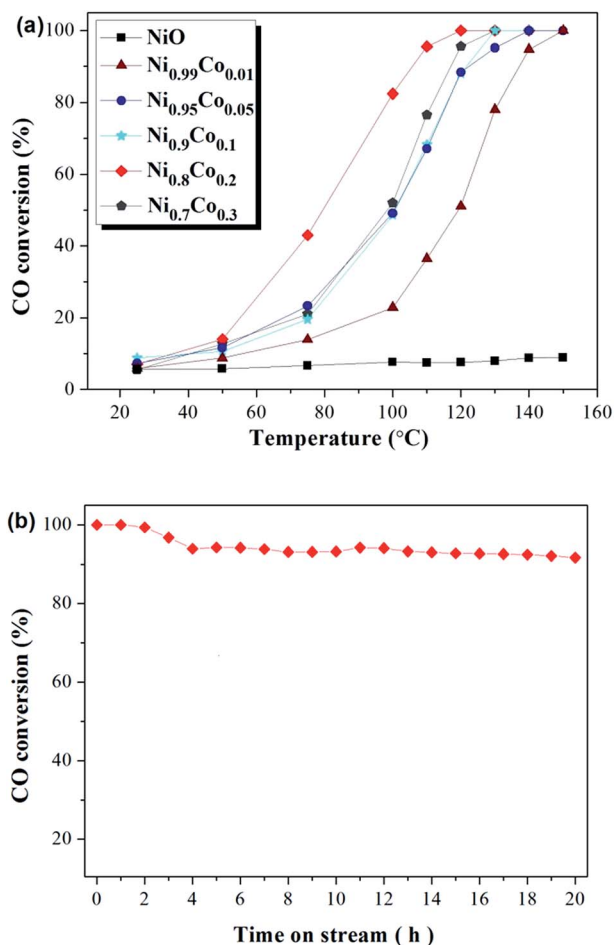 (a)
100
80
60
40
20
0
CO conversion (%)
NiO
Ni0.99Co0.01
Ni0.95Co0.05
Ni0.9Co0.1
Ni0.8Co0.2
Ni0.7Co0.3
20 40 60 80 100 120 140 160
Temperature (°C)
(b)
100
80
60
40
20
CO conversion (%)
0 2 4 6 8 10 12 14 16 18 20
Time on stream ( h )